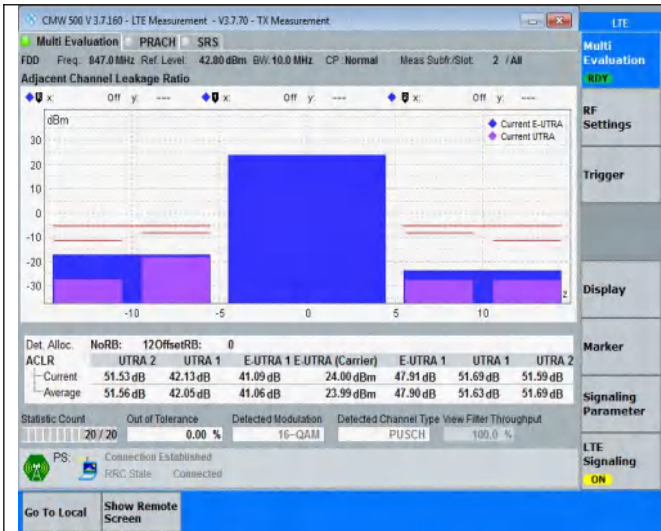 CMW 500 V 3.7.160 - LTE Measurement - V3.7.70 - TX Measurement
LTE
Multi Evaluation PRACH SRS
Multi Evaluation
RDY
FDD Freq: 847.0 MHz Ref. Level: 42.80 dBm BW: 10.0 MHz CP: Normal Meas Subfr./Slot: 2 / All
Adjacent Channel Leakage Ratio
x: Off y: --- x: Off y: --- x: Off y: ---
dBm
Current E-UTRA
Current UTRA
30
20
10
0
-10
-20
-30
-10 -5 0 5 10
z
RF Settings
Trigger
Display
Marker
Signaling Parameter
LTE Signaling
ON
Det. Alloc. NoRB: 12 OffsetRB: 0
ACLR UTRA 2 UTRA 1 E-UTRA 1 E-UTRA (Carrier) E-UTRA 1 UTRA 1 UTRA 2
Current 51.53 dB 42.13 dB 41.09 dB 24.00 dBm 47.91 dB 51.69 dB 51.59 dB
Average 51.56 dB 42.05 dB 41.06 dB 23.99 dBm 47.90 dB 51.63 dB 51.69 dB
Statistic Count Out of Tolerance Detected Modulation Detected Channel Type View Filter Throughput
20 / 20 0.00 % 16-QAM PUSCH 100.0 %
PS: Connection Established
RRC State Connected
Go To Local Show Remote Screen